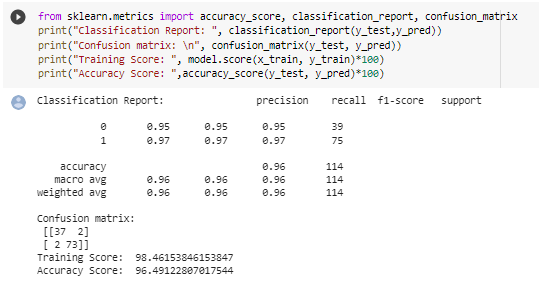 from sklearn.metrics import accuracy_score, classification_report, confusion_matrix
print("Classification Report: ", classification_report(y_test,y_pred))
print("Confusion matrix: \n", confusion_matrix(y_test, y_pred))
print("Training Score: ", model.score(x_train, y_train)*100)
print("Accuracy Score: ",accuracy_score(y_test, y_pred)*100)
Classification Report:               precision    recall  f1-score   support

           0       0.95      0.95      0.95        39
           1       0.97      0.97      0.97        75

    accuracy                           0.96       114
   macro avg       0.96      0.96      0.96       114
weighted avg       0.96      0.96      0.96       114

Confusion matrix:
 [[37  2]
 [ 2 73]]
Training Score:  98.46153846153847
Accuracy Score:  96.49122807017544